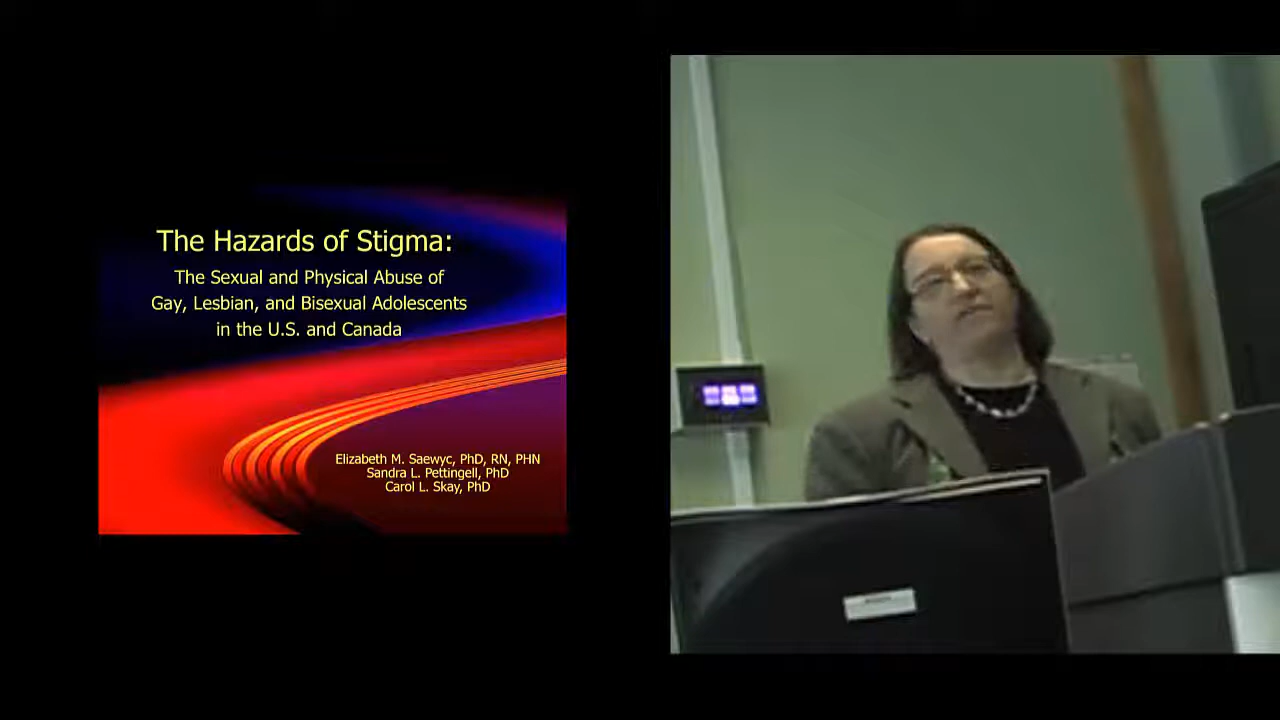 The Hazards of Stigma:
The Sexual and Physical Abuse of
Gay, Lesbian, and Bisexual Adolescents
in the U.S. and Canada
Elizabeth M. Saewyc, PhD, RN, PHN
Sandra L. Pettingell, PhD
Carol L. Skay, PhD